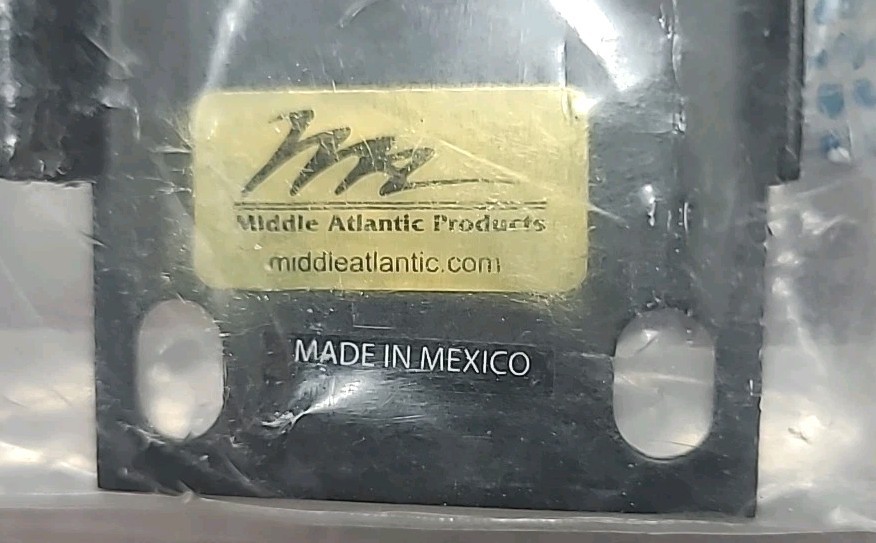 Middle Atlantic Products
middleatlantic.com
MADE IN MEXICO